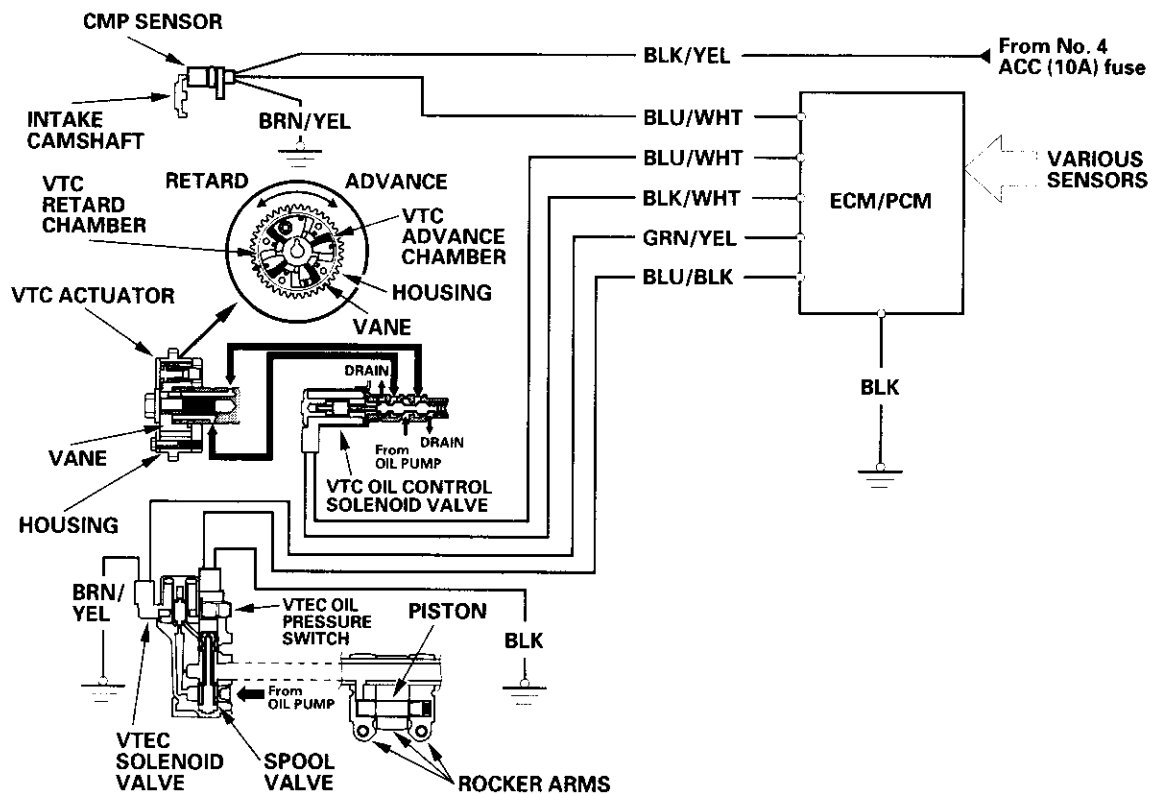 CMP SENSOR
BLK/YEL
From No. 4
ACC (10A) fuse
INTAKE
CAMSHAFT
BRN/YEL
BLU/WHT
BLU/WHT
BLK/WHT
GRN/YEL
BLU/BLK
ECM/PCM
VARIOUS
SENSORS
VTC
RETARD
CHAMBER
RETARD
ADVANCE
VTC
ADVANCE
CHAMBER
HOUSING
VANE
VTC ACTUATOR
BLK
DRAIN
DRAIN
From
OIL PUMP
VANE
HOUSING
VTC OIL CONTROL
SOLENOID VALVE
BRN/
YEL
VTEC OIL
PRESSURE
SWITCH
PISTON
BLK
From
OIL PUMP
VTEC
SOLENOID
VALVE
SPOOL
VALVE
ROCKER ARMS